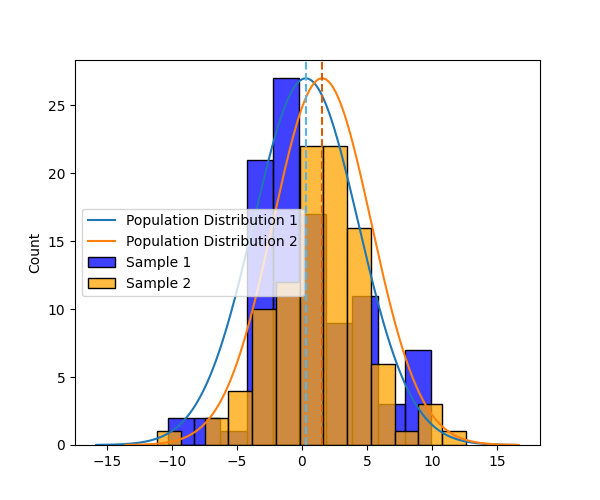 25
20
15
10
5
0
Count
Population Distribution 1
Population Distribution 2
Sample 1
Sample 2
−15 −10 −5 0 5 10 15